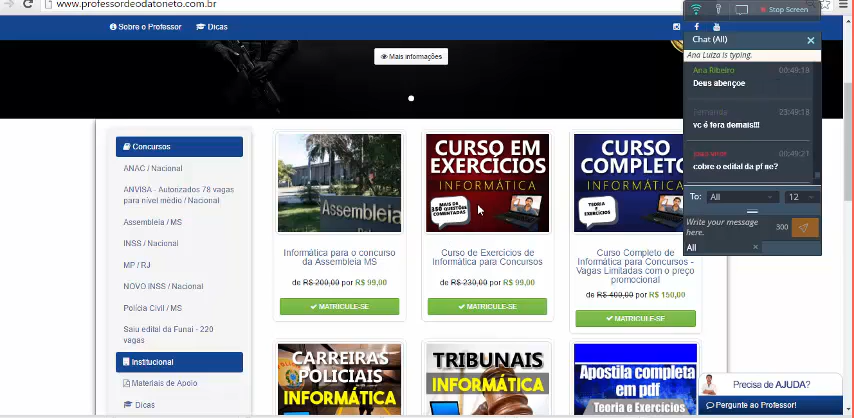 www.professordeodatoneto.com.br
Stop Screen
Sobre o Professor
Dicas
Chat (All)
Ana Luiza is typing.
Mais informações
Ana Ribeiro 00:49:18
Deus abençoe
23:49:18
vc é fera demais!!!
00:49:21
cobre o edital da pf ne?
To: All 12
Write your message here. 300
All
Concursos
ANAC / Nacional
ANVISA - Autorizados 78 vagas
para nível médio / Nacional
Assembleia / MS
INSS / Nacional
MP / RJ
NOVO INSS / Nacional
Polícia Civil / MS
Saiu edital da Funai - 220
vagas
Institucional
Materiais de Apoio
Dicas
Assembleia
Informática para o concurso
da Assembleia MS
de R$ 200,00 por R$ 99,00
MATRICULE-SE
CURSO EM
EXERCÍCIOS
INFORMÁTICA
MAIS DE
350 QUESTÕES
COMENTADAS
Curso de Exercícios de
Informática para Concursos
de R$ 230,00 por R$ 99,00
MATRICULE-SE
CURSO
COMPLETO
INFORMÁTICA
TEORIA
E
EXERCÍCIOS
Curso Completo de
Informática para Concursos -
Vagas Limitadas com o preço
promocional
de R$ 400,00 por R$ 150,00
MATRICULE-SE
CARREIRAS
POLICIAIS
INFORMÁTICA
TRIBUNAIS
INFORMÁTICA
Apostila completa
em pdf
Teoria e Exercícios
Precisa de AJUDA?
Pergunte ao Professor!